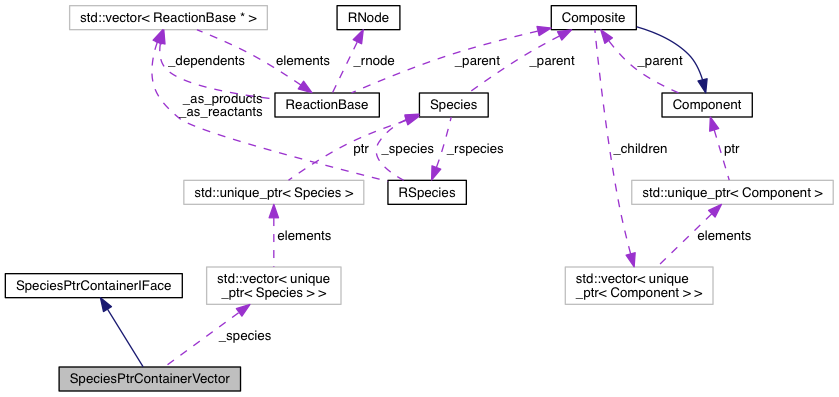 std::vector< ReactionBase * >
RNode
Composite
_dependents
elements
_rnode
_parent
_parent
_parent
_as_products
_as_reactants
ReactionBase
Species
Component
ptr
_species
_rspecies
_children
ptr
std::unique_ptr< Species >
RSpecies
std::unique_ptr< Component >
elements
elements
SpeciesPtrContainerIFace
std::vector< unique
_ptr< Species > >
std::vector< unique
_ptr< Component > >
_species
SpeciesPtrContainerVector